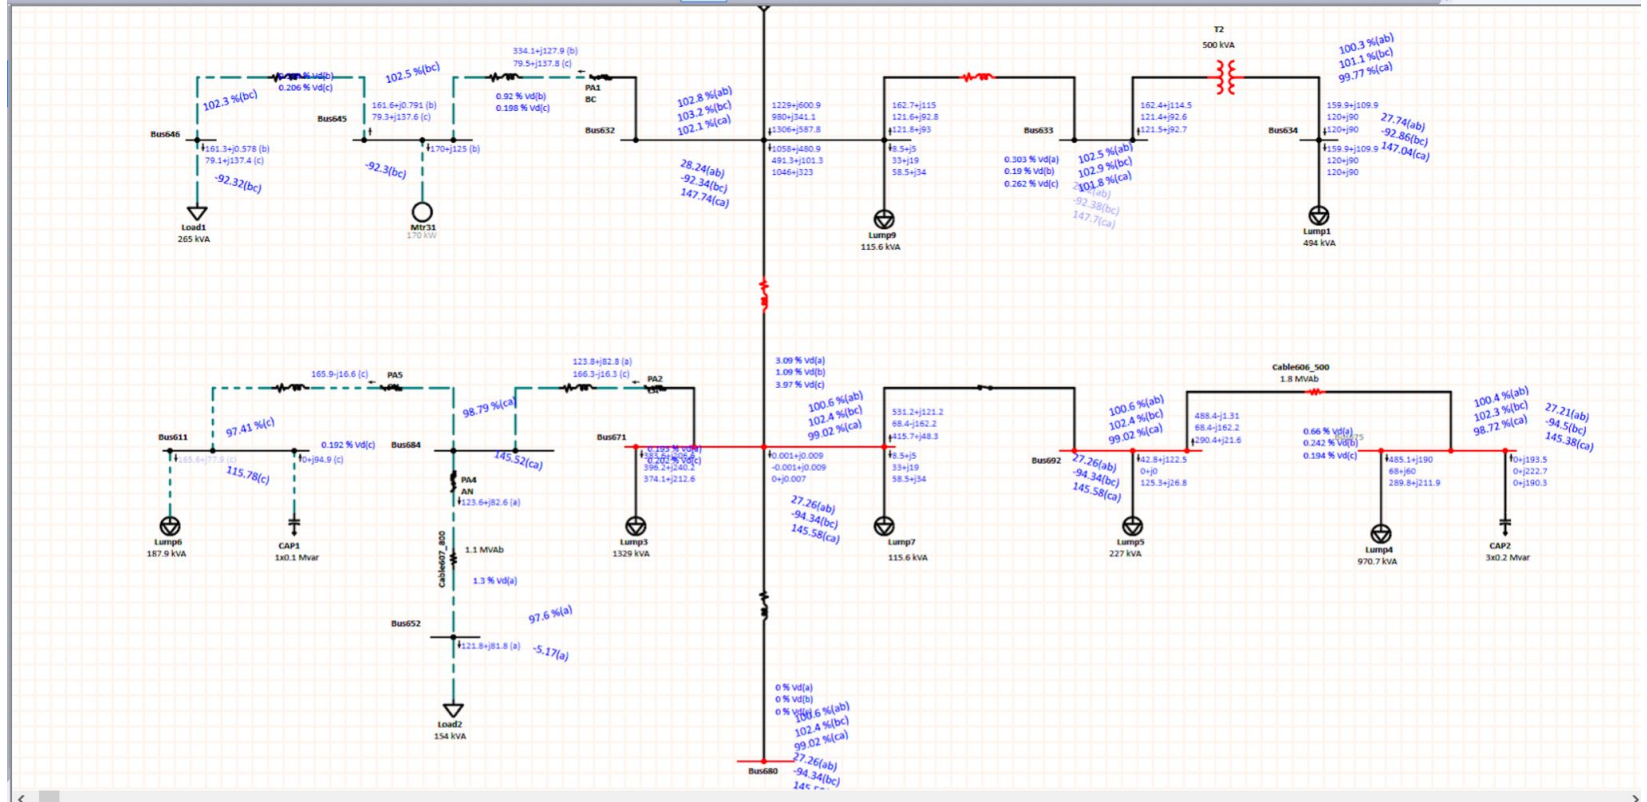 T2
500 kVA
334.1+j127.9 (b)
79.5+j137.8 (c)
PA1
BC
0.206 % Vd(c)
102.5 %(bc)
0.92 % Vd(b)
0.198 % Vd(c)
102.3 %(bc)
161.6+j0.791 (b)
79.3+j137.6 (c)
Bus646
Bus645
161.3+j0.578 (b)
79.1+j137.4 (c)
-92.32(bc)
170+j125 (b)
-92.3(bc)
Load1
265 kVA
Mtr31
170 kW
Bus632
102.8 %(ab)
103.2 %(bc)
102.1 %(ca)
28.24(ab)
-92.34(bc)
147.74(ca)
1229+j600.9
980+j341.1
1306+j587.8
1058+j480.9
491.3+j101.3
1046+j323
162.7+j115
121.6+j92.8
121.8+j93
8.5+j5
33+j19
58.5+j34
Lump9
115.6 kVA
Bus633
0.303 % Vd(a)
0.19 % Vd(b)
0.262 % Vd(c)
102.5 %(ab)
102.9 %(bc)
101.8 %(ca)
-92.38(bc)
147.7(ca)
162.4+j114.5
121.4+j92.6
121.5+j92.7
100.3 %(ab)
101.1 %(bc)
99.77 %(ca)
Bus634
159.9+j109.9
120+j90
120+j90
159.9+j109.9
120+j90
120+j90
27.74(ab)
-92.86(bc)
147.04(ca)
Lump1
494 kVA
3.09 % Vd(a)
1.09 % Vd(b)
3.97 % Vd(c)
165.9-j16.6 (c)
PA5
123.8+j82.8 (a)
166.3-j16.3 (c)
PA2
97.41 %(c)
Bus611
0.192 % Vd(c)
165.6+j77.9 (c)
0+j94.9 (c)
115.78(c)
Lump6
187.9 kVA
CAP1
1x0.1 Mvar
98.79 %(ca)
Bus684
145.52(ca)
PA4
AN
123.6+j82.6 (a)
Cable607_800
1.1 MVAb
1.3 % Vd(a)
97.6 %(a)
Bus652
121.8+j81.8 (a)
-5.17(a)
Load2
154 kVA
Bus671
396.2+j240.2
374.1+j212.6
Lump3
1329 kVA
100.6 %(ab)
102.4 %(bc)
99.02 %(ca)
0.001+j0.009
-0.001+j0.009
0+j0.007
27.26(ab)
-94.34(bc)
145.58(ca)
531.2+j121.2
68.4-j162.2
415.7+j48.3
8.5+j5
33+j19
58.5+j34
Lump7
115.6 kVA
Bus692
100.6 %(ab)
102.4 %(bc)
99.02 %(ca)
27.26(ab)
-94.34(bc)
145.58(ca)
42.8+j122.5
0+j0
125.3+j26.8
Lump5
227 kVA
Cable606_500
1.8 MVAb
488.4-j1.31
68.4-j162.2
290.4+j21.6
0.66 % Vd(a)
0.242 % Vd(b)
0.194 % Vd(c)
100.4 %(ab)
102.3 %(bc)
98.72 %(ca)
27.21(ab)
-94.5(bc)
145.38(ca)
485.1+j190
68+j60
289.8+j211.9
Lump4
970.7 kVA
0+j193.5
0+j222.7
0+j190.3
CAP2
3x0.2 Mvar
0 % Vd(a)
0 % Vd(b)
100.6 %(ab)
102.4 %(bc)
99.02 %(ca)
Bus680
27.26(ab)
-94.34(bc)